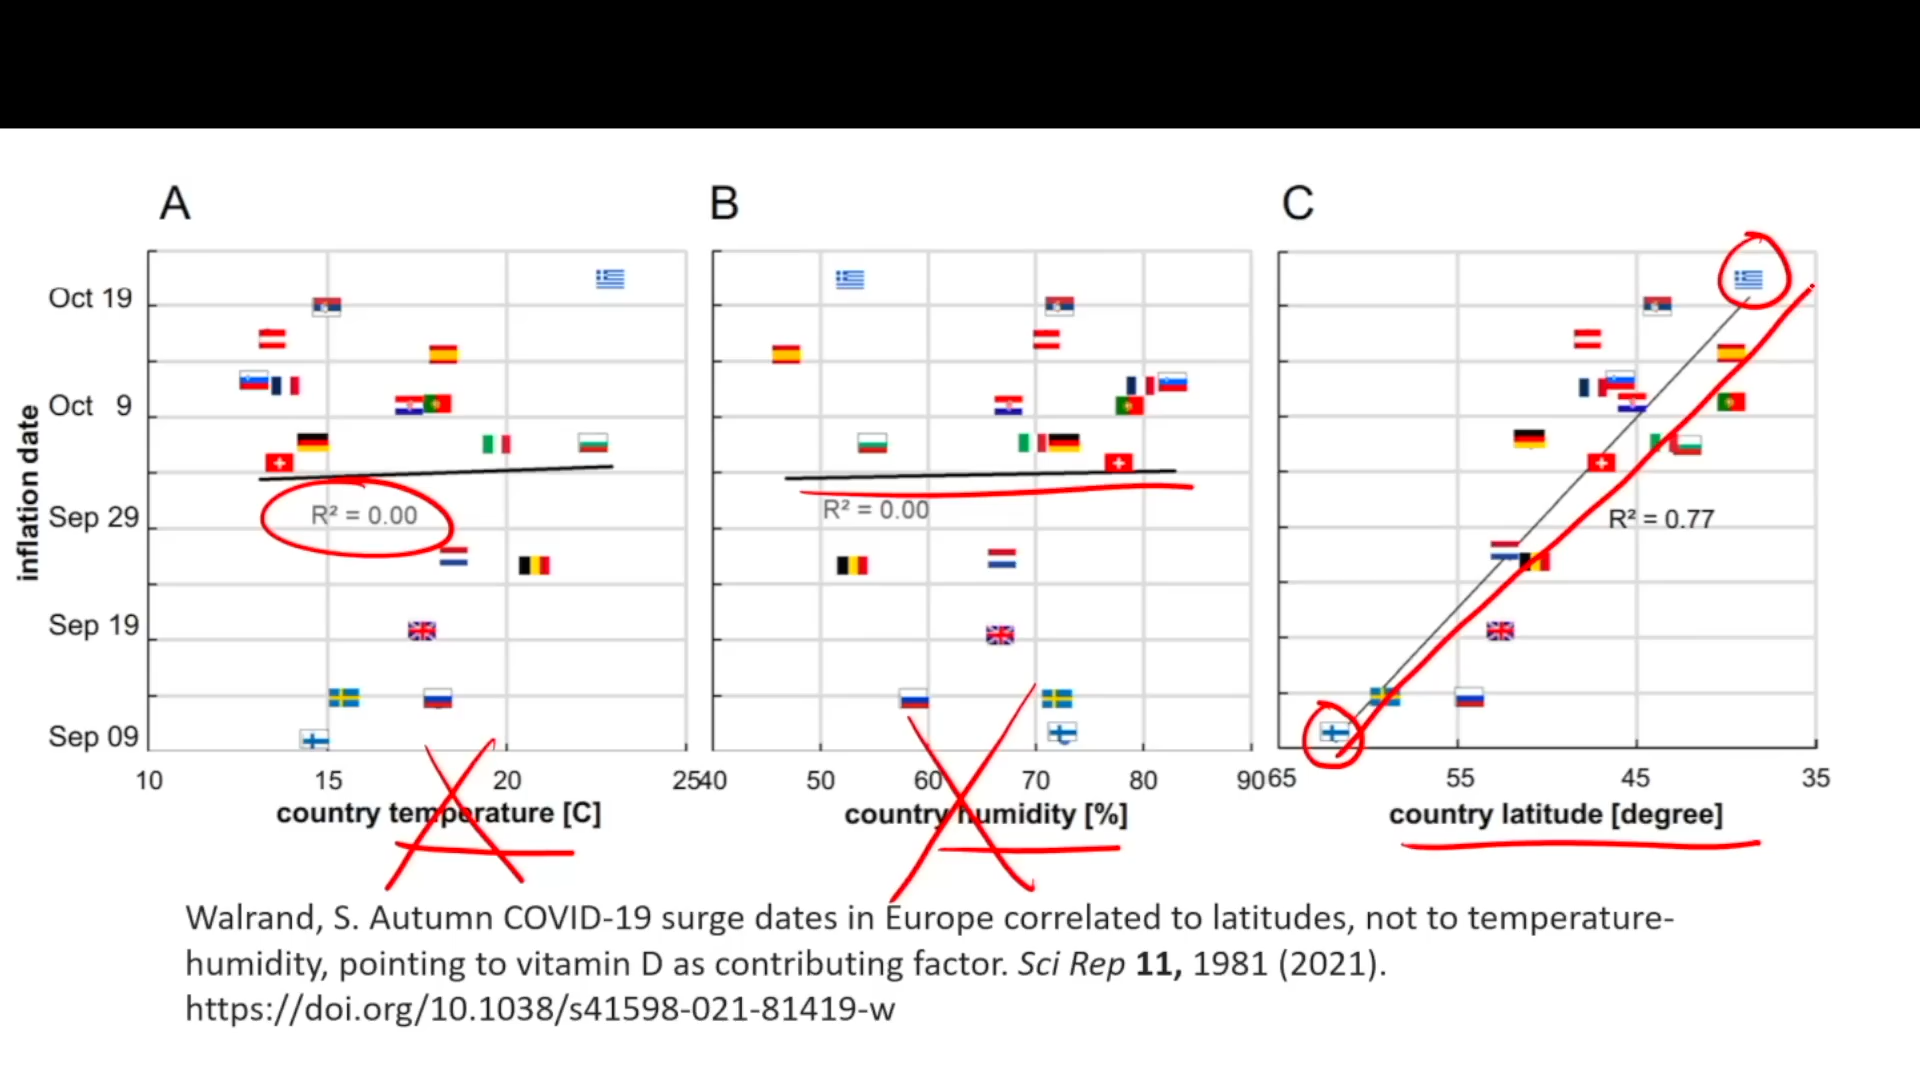 A
B
C
Oct 19
Oct 9
Sep 29
Sep 19
Sep 09
inflation date
R² = 0.00
R² = 0.00
R² = 0.77
10 15 20 25
40 50 60 70 80 90
65 55 45 35
country temperature [C]
country humidity [%]
country latitude [degree]
Walrand, S. Autumn COVID-19 surge dates in Europe correlated to latitudes, not to temperature-
humidity, pointing to vitamin D as contributing factor. Sci Rep 11, 1981 (2021).
https://doi.org/10.1038/s41598-021-81419-w